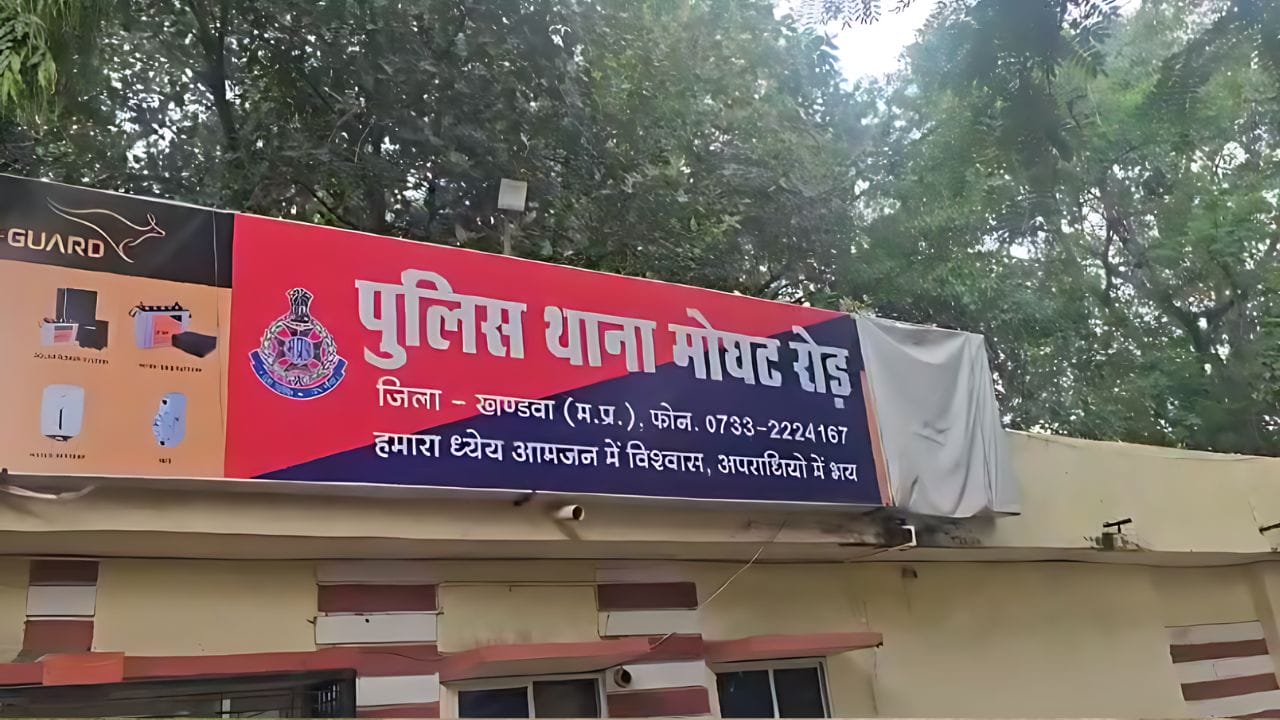 GUARD
पुलिस थाना मोघट रोड़
जिला - खण्डवा (म.प्र.), फोन. 0733-2224167
हमारा ध्येय आमजन में विश्वास, अपराधियो में भय